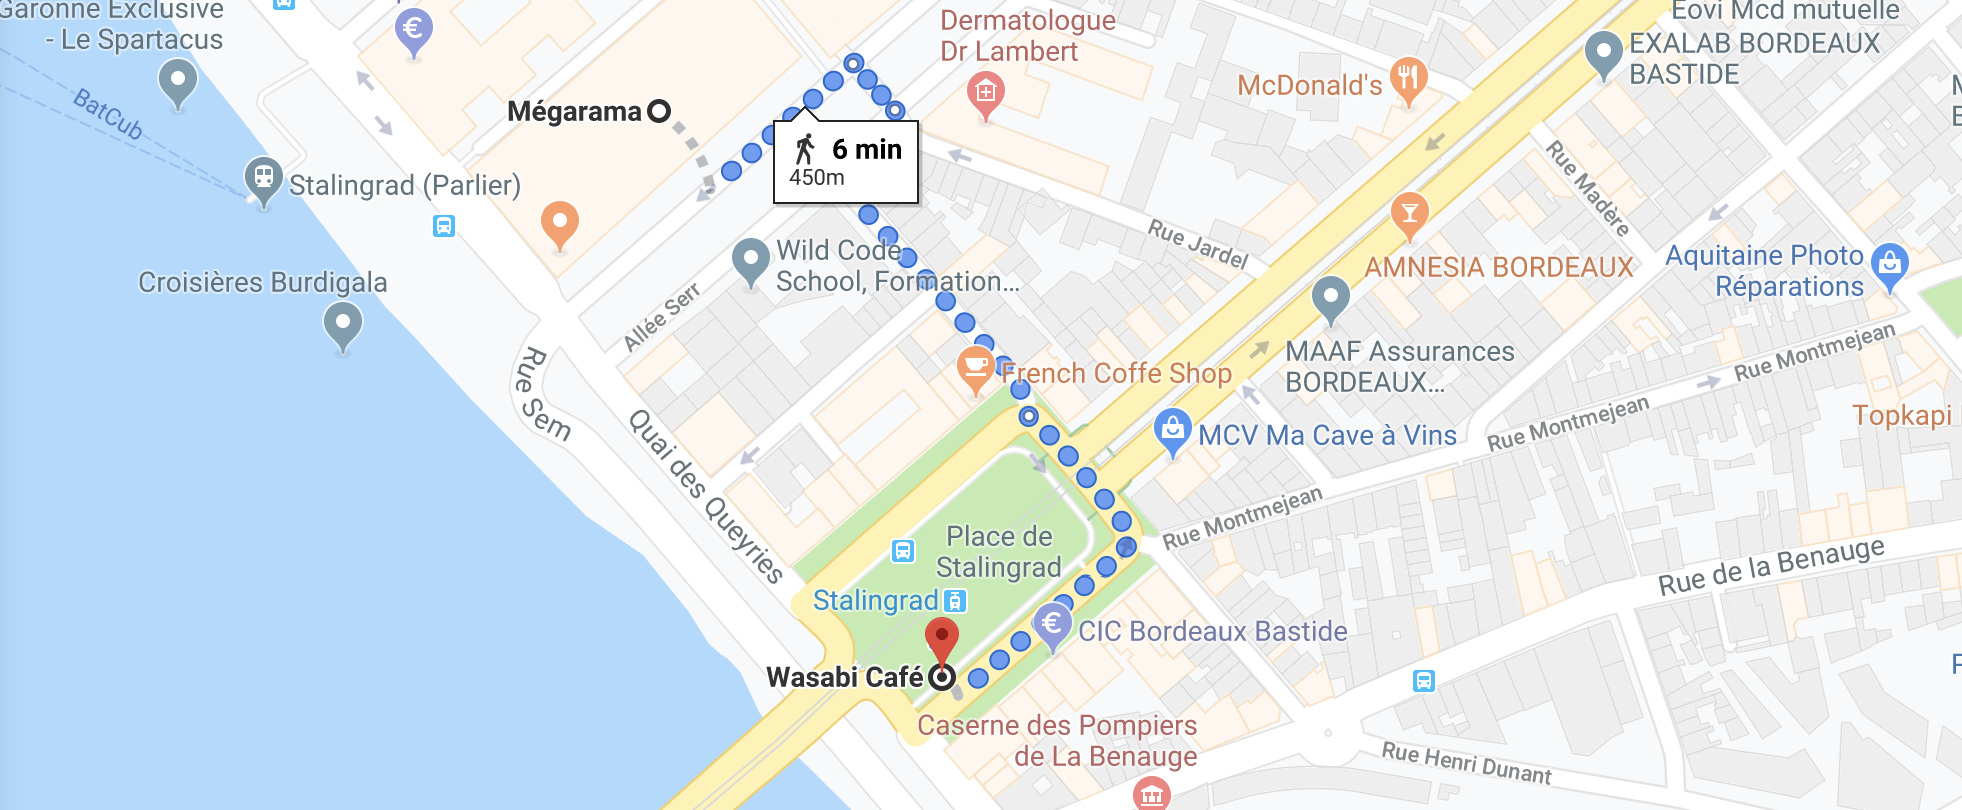 Garonne Exclusive
- Le Spartacus
Dermatologue
Dr Lambert
Eovi Mcd mutuelle
EXALAB BORDEAUX
BASTIDE
McDonald's
BatCub
Mégarama
6 min
450m
Stalingrad (Parlier)
Rue Madère
Rue Jardel
Wild Code
School, Formation...
Croisières Burdigala
AMNESIA BORDEAUX
Aquitaine Photo
Réparations
Allée Serr
Rue Sem
French Coffe Shop
MAAF Assurances
BORDEAUX...
Rue Montmejean
Rue Montmejean
Topkapi
MCV Ma Cave à Vins
Quai des Queyries
Rue Montmejean
Place de
Stalingrad
Rue de la Benauge
Stalingrad
CIC Bordeaux Bastide
Wasabi Café
Caserne des Pompiers
de La Benauge
Rue Henri Dunant